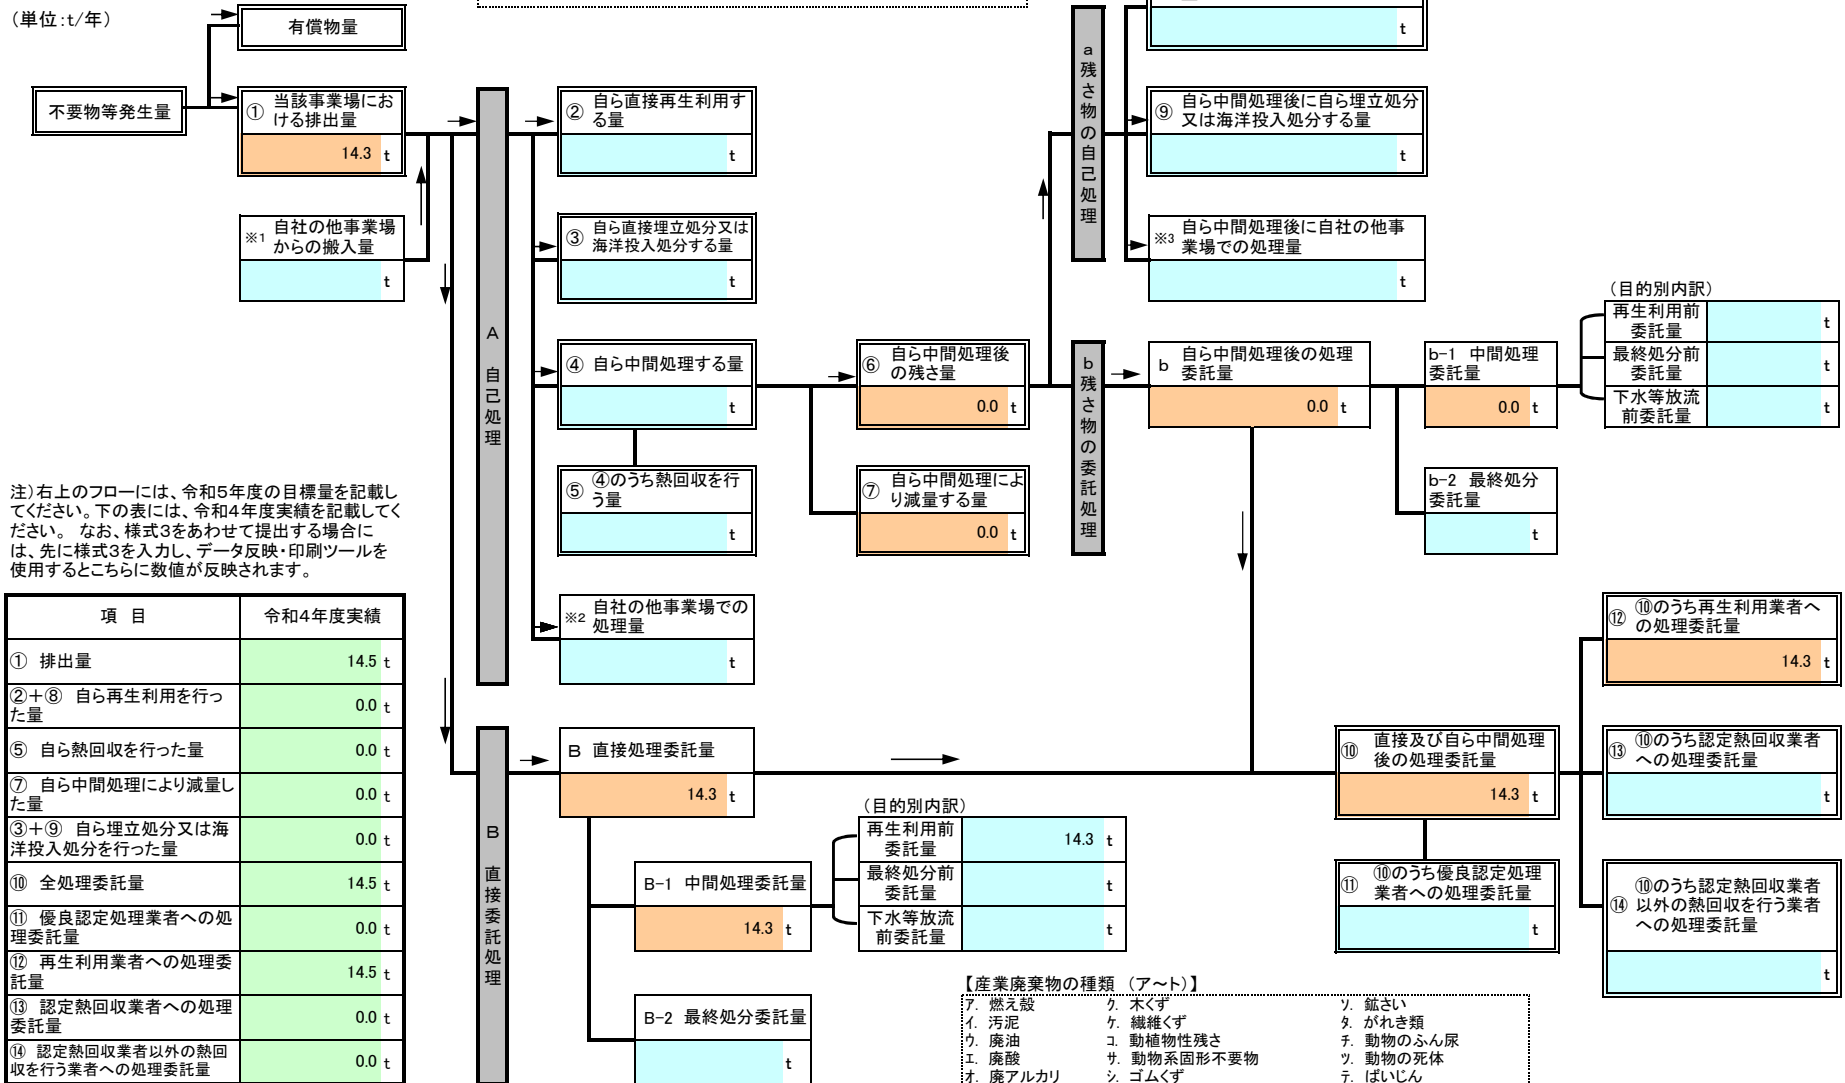 （単位：t/年）
有償物量
t
不要物等発生量
① 当該事業場にお
ける排出量
14.3 t
※1 自社の他事業場
からの搬入量
t
A 自己処理
② 自ら直接再生利用す
る量
t
③ 自ら直接埋立処分又は
海洋投入処分する量
t
④ 自ら中間処理する量
t
⑤ ④のうち熱回収を行
う量
t
※2 自社の他事業場での
処理量
t
⑥ 自ら中間処理後
の残さ量
0.0 t
⑦ 自ら中間処理によ
り減量する量
0.0 t
a 残さ物の自己処理
⑨ 自ら中間処理後に自ら埋立処分
又は海洋投入処分する量
t
※3 自ら中間処理後に自社の他事
業場での処理量
t
b 残さ物の委託処理
b 自ら中間処理後の処理
委託量
0.0 t
b-1 中間処理
委託量
0.0 t
b-2 最終処分
委託量
t
（目的別内訳）
再生利用前
委託量
t
最終処分前
委託量
t
下水等放流
前委託量
t
注）右上のフローには、令和5年度の目標量を記載し
てください。下の表には、令和4年度実績を記載してく
ださい。 なお、様式3をあわせて提出する場合に
は、先に様式3を入力し、データ反映・印刷ツールを
使用するとこちらに数値が反映されます。
項 目 令和4年度実績
① 排出量 14.5 t
②+⑧ 自ら再生利用を行っ
た量 0.0 t
⑤ 自ら熱回収を行った量 0.0 t
⑦ 自ら中間処理により減量し
た量 0.0 t
③+⑨ 自ら埋立処分又は海
洋投入処分を行った量 0.0 t
⑩ 全処理委託量 14.5 t
⑪ 優良認定処理業者への処
理委託量 0.0 t
⑫ 再生利用業者への処理委
託量 14.5 t
⑬ 認定熱回収業者への処理
委託量 0.0 t
⑭ 認定熱回収業者以外の熱回
収を行う業者への処理委託量 0.0 t
B 直接委託処理
B 直接処理委託量
14.3 t
B-1 中間処理委託量
14.3 t
B-2 最終処分委託量
t
（目的別内訳）
再生利用前
委託量
14.3 t
最終処分前
委託量
t
下水等放流
前委託量
t
⑩ 直接及び自ら中間処理
後の処理委託量
14.3 t
⑪ ⑩のうち優良認定処理
業者への処理委託量
t
⑫ ⑩のうち再生利用業者へ
の処理委託量
14.3 t
⑬ ⑩のうち認定熱回収業者
への処理委託量
t
⑭ ⑩のうち認定熱回収業者
以外の熱回収を行う業者
への処理委託量
t
【産業廃棄物の種類 （ア～ト）】
ア. 燃え殻 ク. 木くず ソ. 鉱さい
イ. 汚泥 ケ. 繊維くず タ. がれき類
ウ. 廃油 コ. 動植物性残さ チ. 動物のふん尿
エ. 廃酸 サ. 動物系固形不要物 ツ. 動物の死体
オ. 廃アルカリ シ. ゴムくず テ. ばいじん